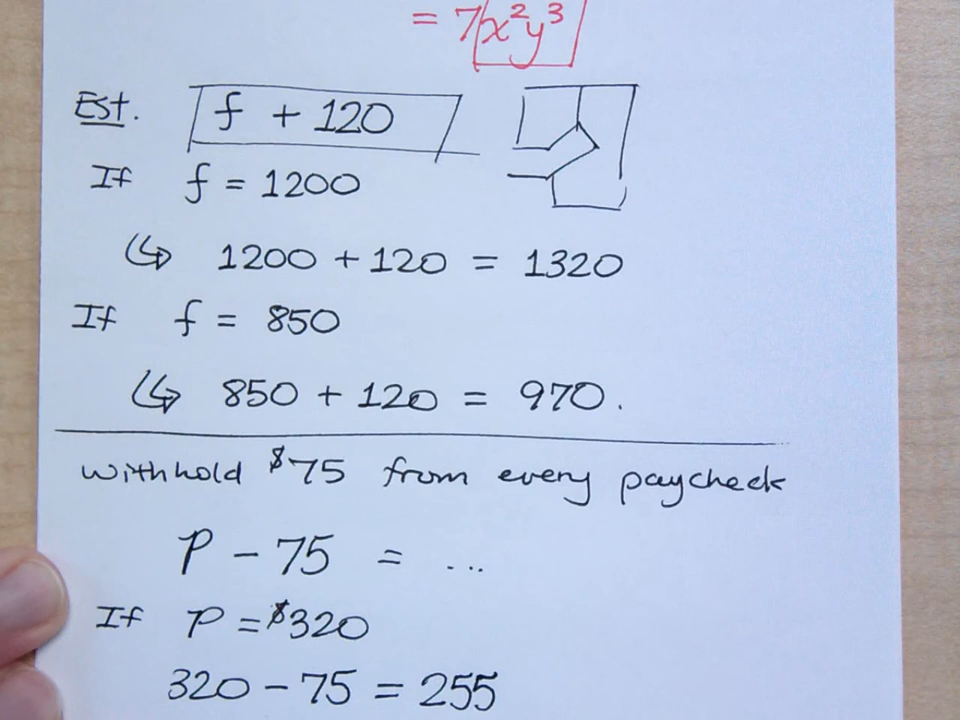 = 7x²y³
Est. f + 120
If f = 1200
↳ 1200 + 120 = 1320
If f = 850
↳ 850 + 120 = 970.
withhold $75 from every paycheck
P − 75 = ...
If P = $320
320 − 75 = 255